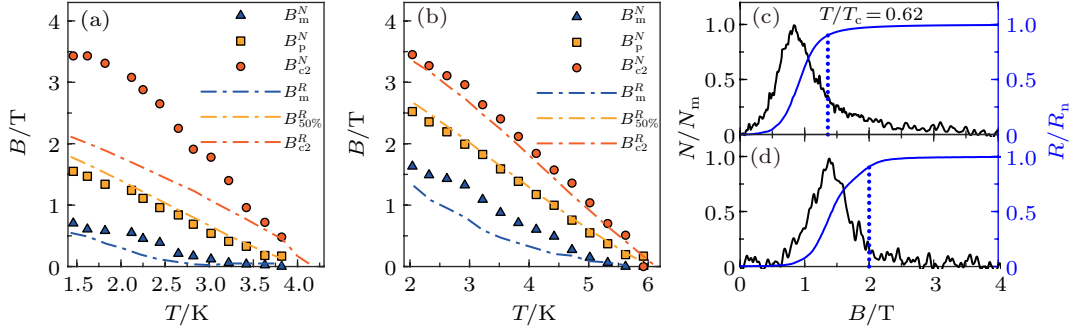 (a)
B_m^N
B_p^N
B_c2^N
B_m^R
B_50%^R
B_c2^R
4
3
2
1
0
B/T
1.5 2.0 2.5 3.0 3.5 4.0
T/K
(b)
B_m^N
B_p^N
B_c2^N
B_m^R
B_50%^R
B_c2^R
4
3
2
1
0
B/T
2 3 4 5 6
T/K
(c) T/T_c = 0.62
1.0
0.5
0
1.0
0.5
0
(d)
1.0
0.5
0
1.0
0.5
0
N/N_m
R/R_n
0 1 2 3 4
B/T